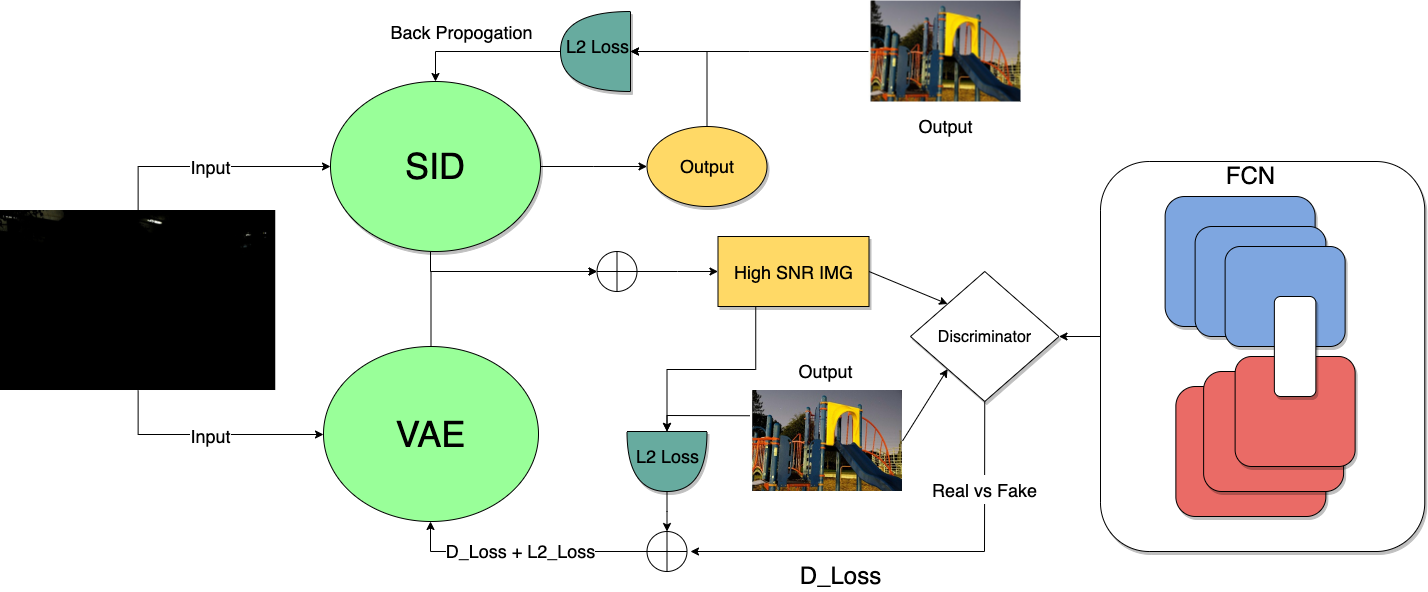 Back Propogation
L2 Loss
Output
FCN
Input
SID
Output
High SNR IMG
Discriminator
Output
Input
VAE
L2 Loss
Real vs Fake
D_Loss + L2_Loss
D_Loss